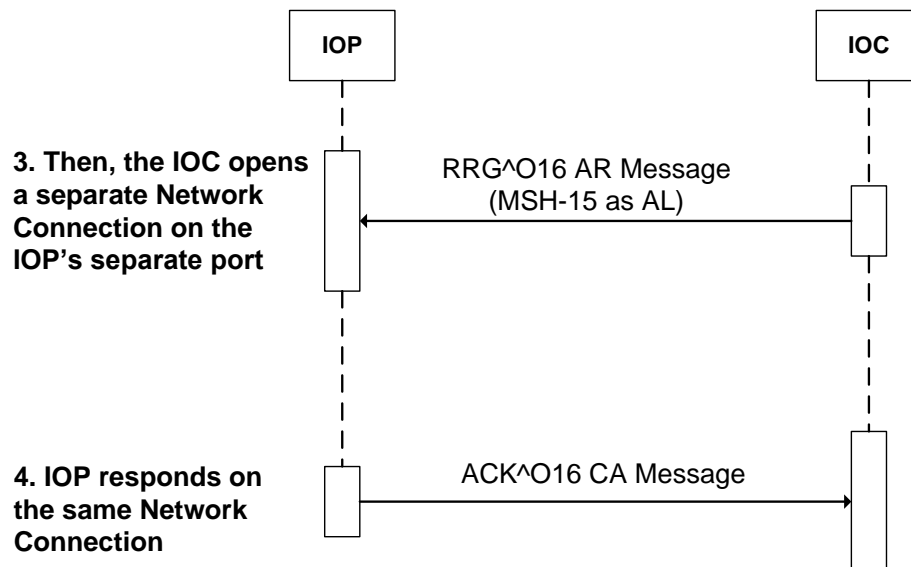 IOP
IOC
3. Then, the IOC opens
a separate Network
Connection on the
IOP’s separate port
RRG^O16 AR Message
(MSH-15 as AL)
4. IOP responds on
the same Network
Connection
ACK^O16 CA Message